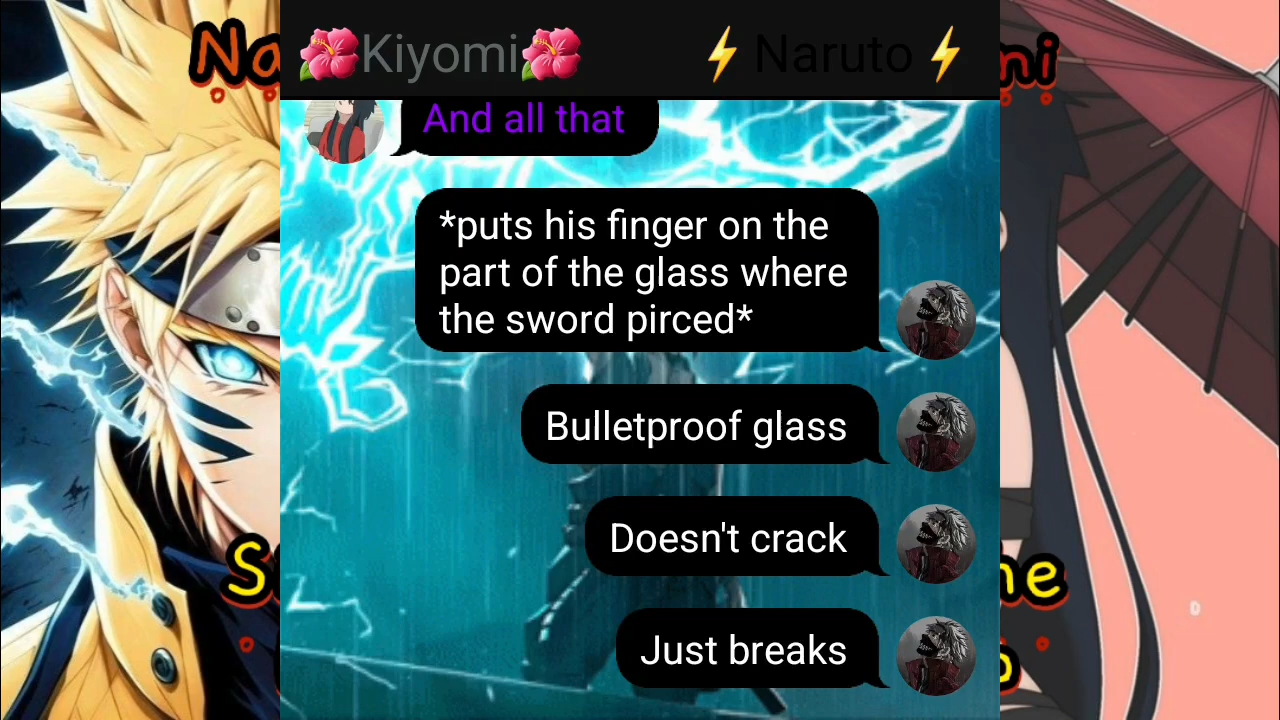 🌺Kiyomi🌺 ⚡ Naruto ⚡
And all that
*puts his finger on the
part of the glass where
the sword pirced*
Bulletproof glass
Doesn't crack
Just breaks